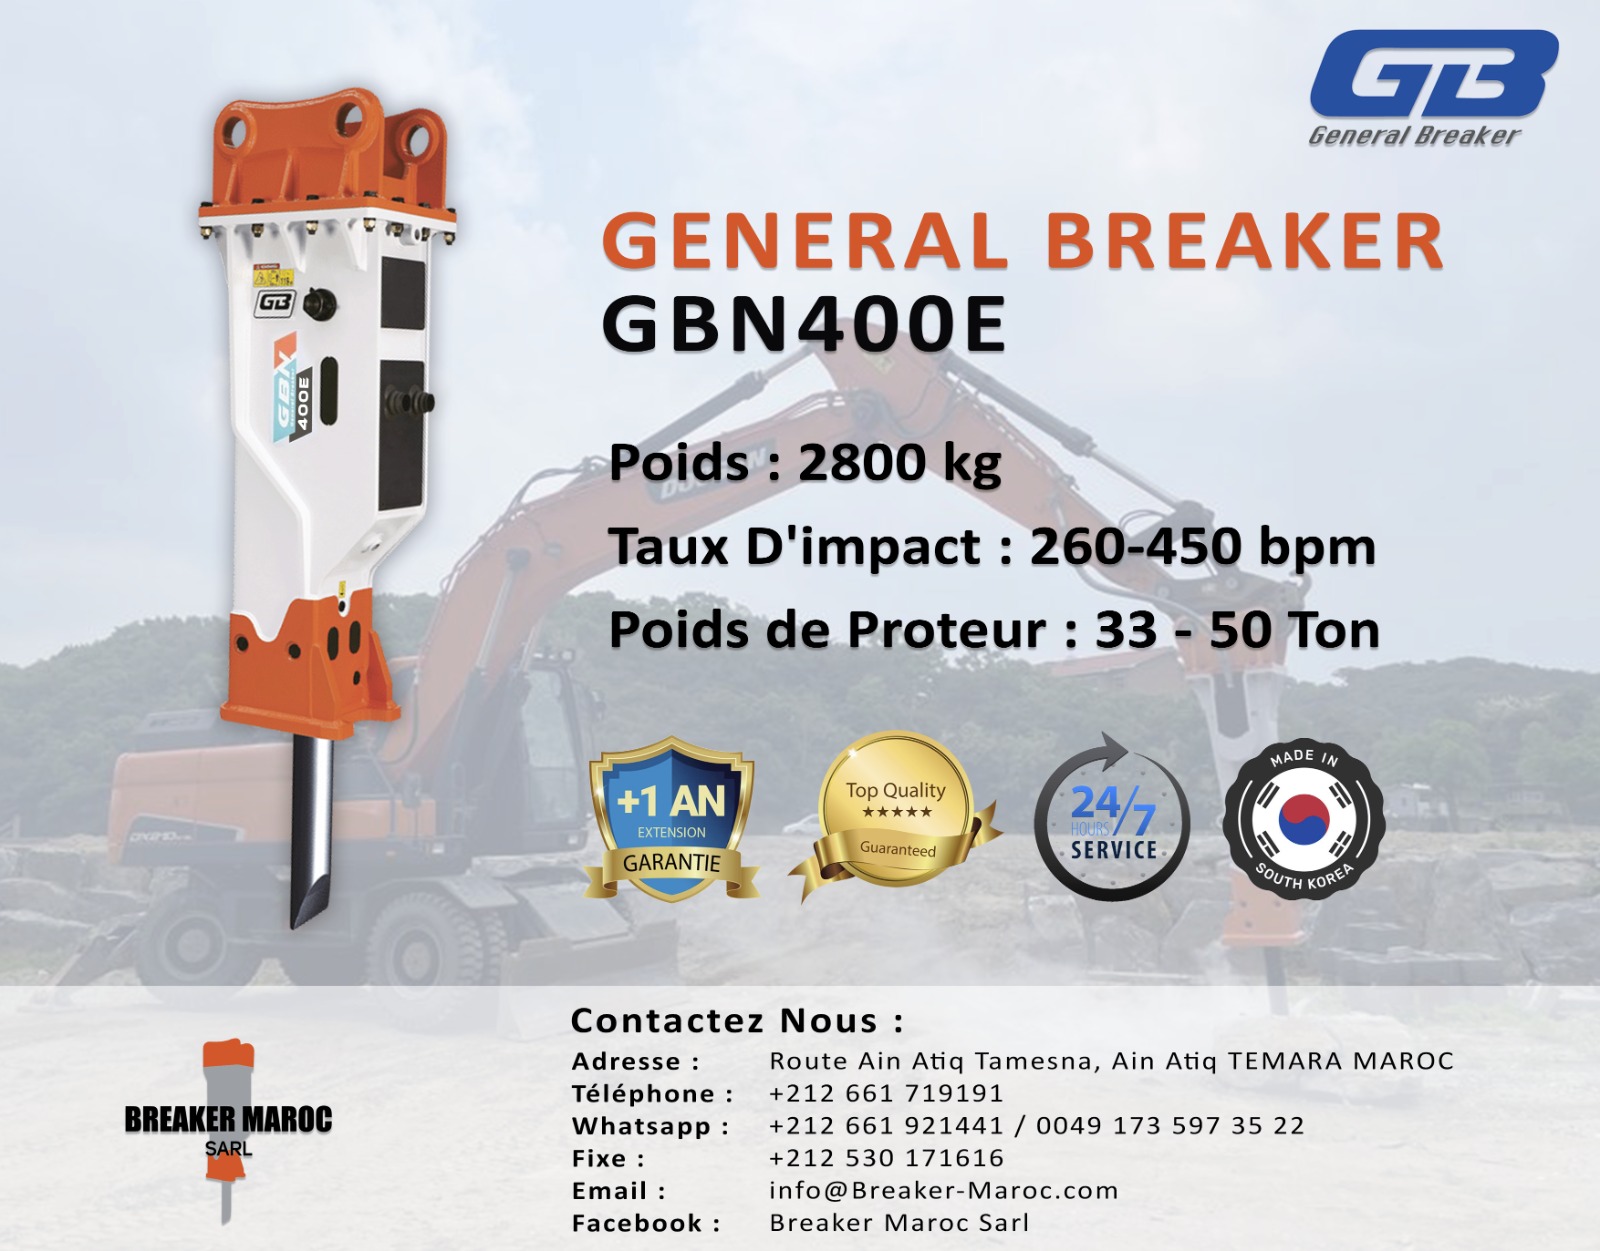 GB
General Breaker
GENERAL BREAKER
GBN400E
GB
GBN
400E
Poids : 2800 kg
Taux D'impact : 260-450 bpm
Poids de Proteur : 33 - 50 Ton
+1 AN
EXTENSION
GARANTIE
Top Quality
Guaranteed
24/7
HOURS
SERVICE
MADE IN
SOUTH KOREA
Contactez Nous :
Adresse : Route Ain Atiq Tamesna, Ain Atiq TEMARA MAROC
Téléphone : +212 661 719191
Whatsapp : +212 661 921441 / 0049 173 597 35 22
Fixe : +212 530 171616
Email : info@Breaker-Maroc.com
Facebook : Breaker Maroc Sarl
BREAKER MAROC
SARL